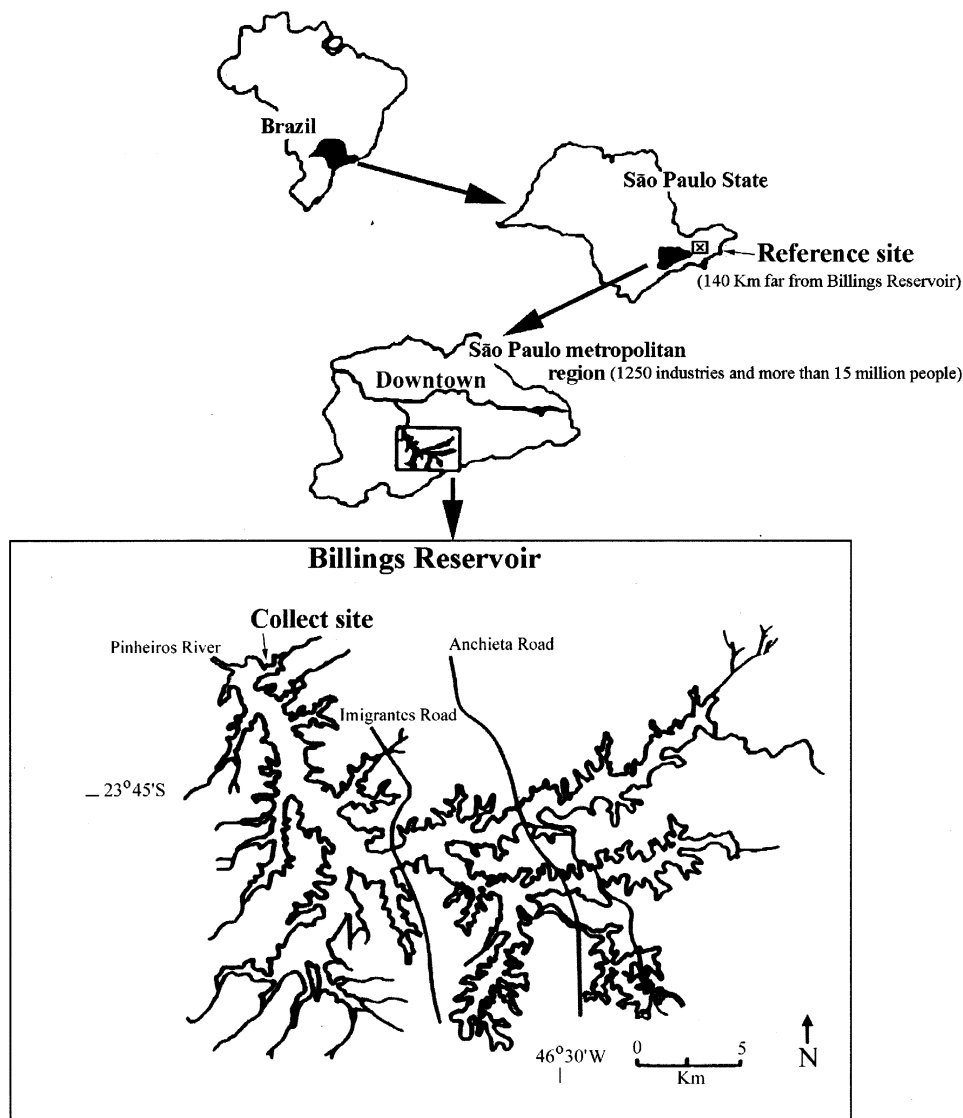 Brazil
São Paulo State
Reference site
(140 Km far from Billings Reservoir)
São Paulo metropolitan
region (1250 industries and more than 15 million people)
Downtown
Billings Reservoir
Collect site
Pinheiros River
Anchieta Road
Imigrantes Road
23°45'S
46°30'W
0 5
Km
N